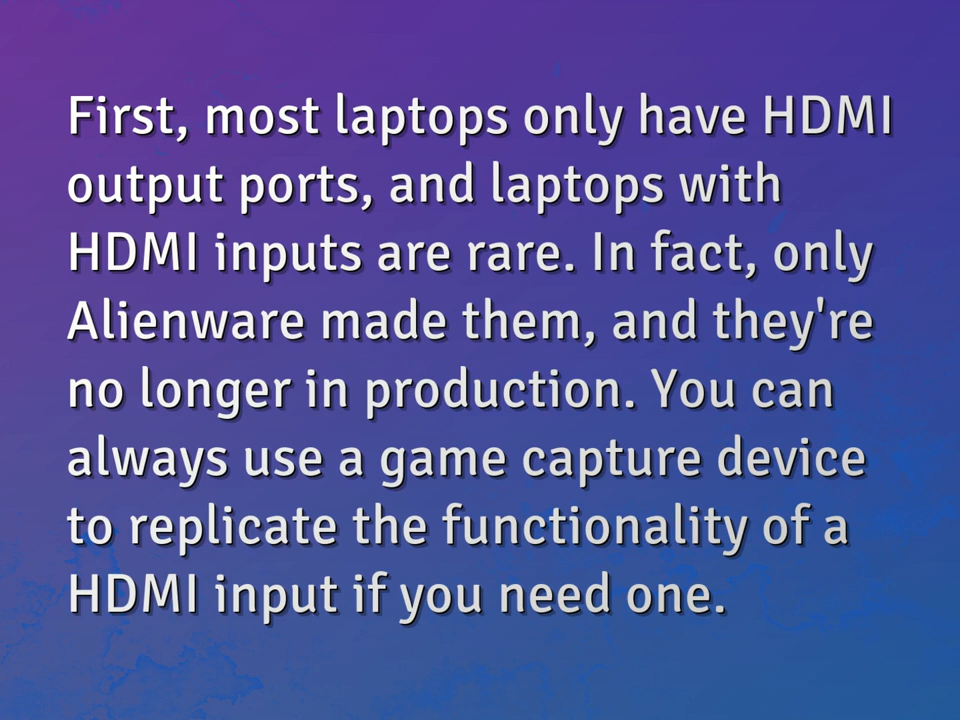 First, most laptops only have HDMI
output ports, and laptops with
HDMI inputs are rare. In fact, only
Alienware made them, and they're
no longer in production. You can
always use a game capture device
to replicate the functionality of a
HDMI input if you need one.